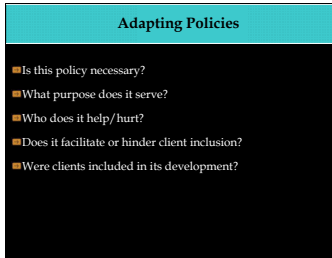 Adapting Policies
Is this policy necessary?
What purpose does it serve?
Who does it help/hurt?
Does it facilitate or hinder client inclusion?
Were clients included in its development?